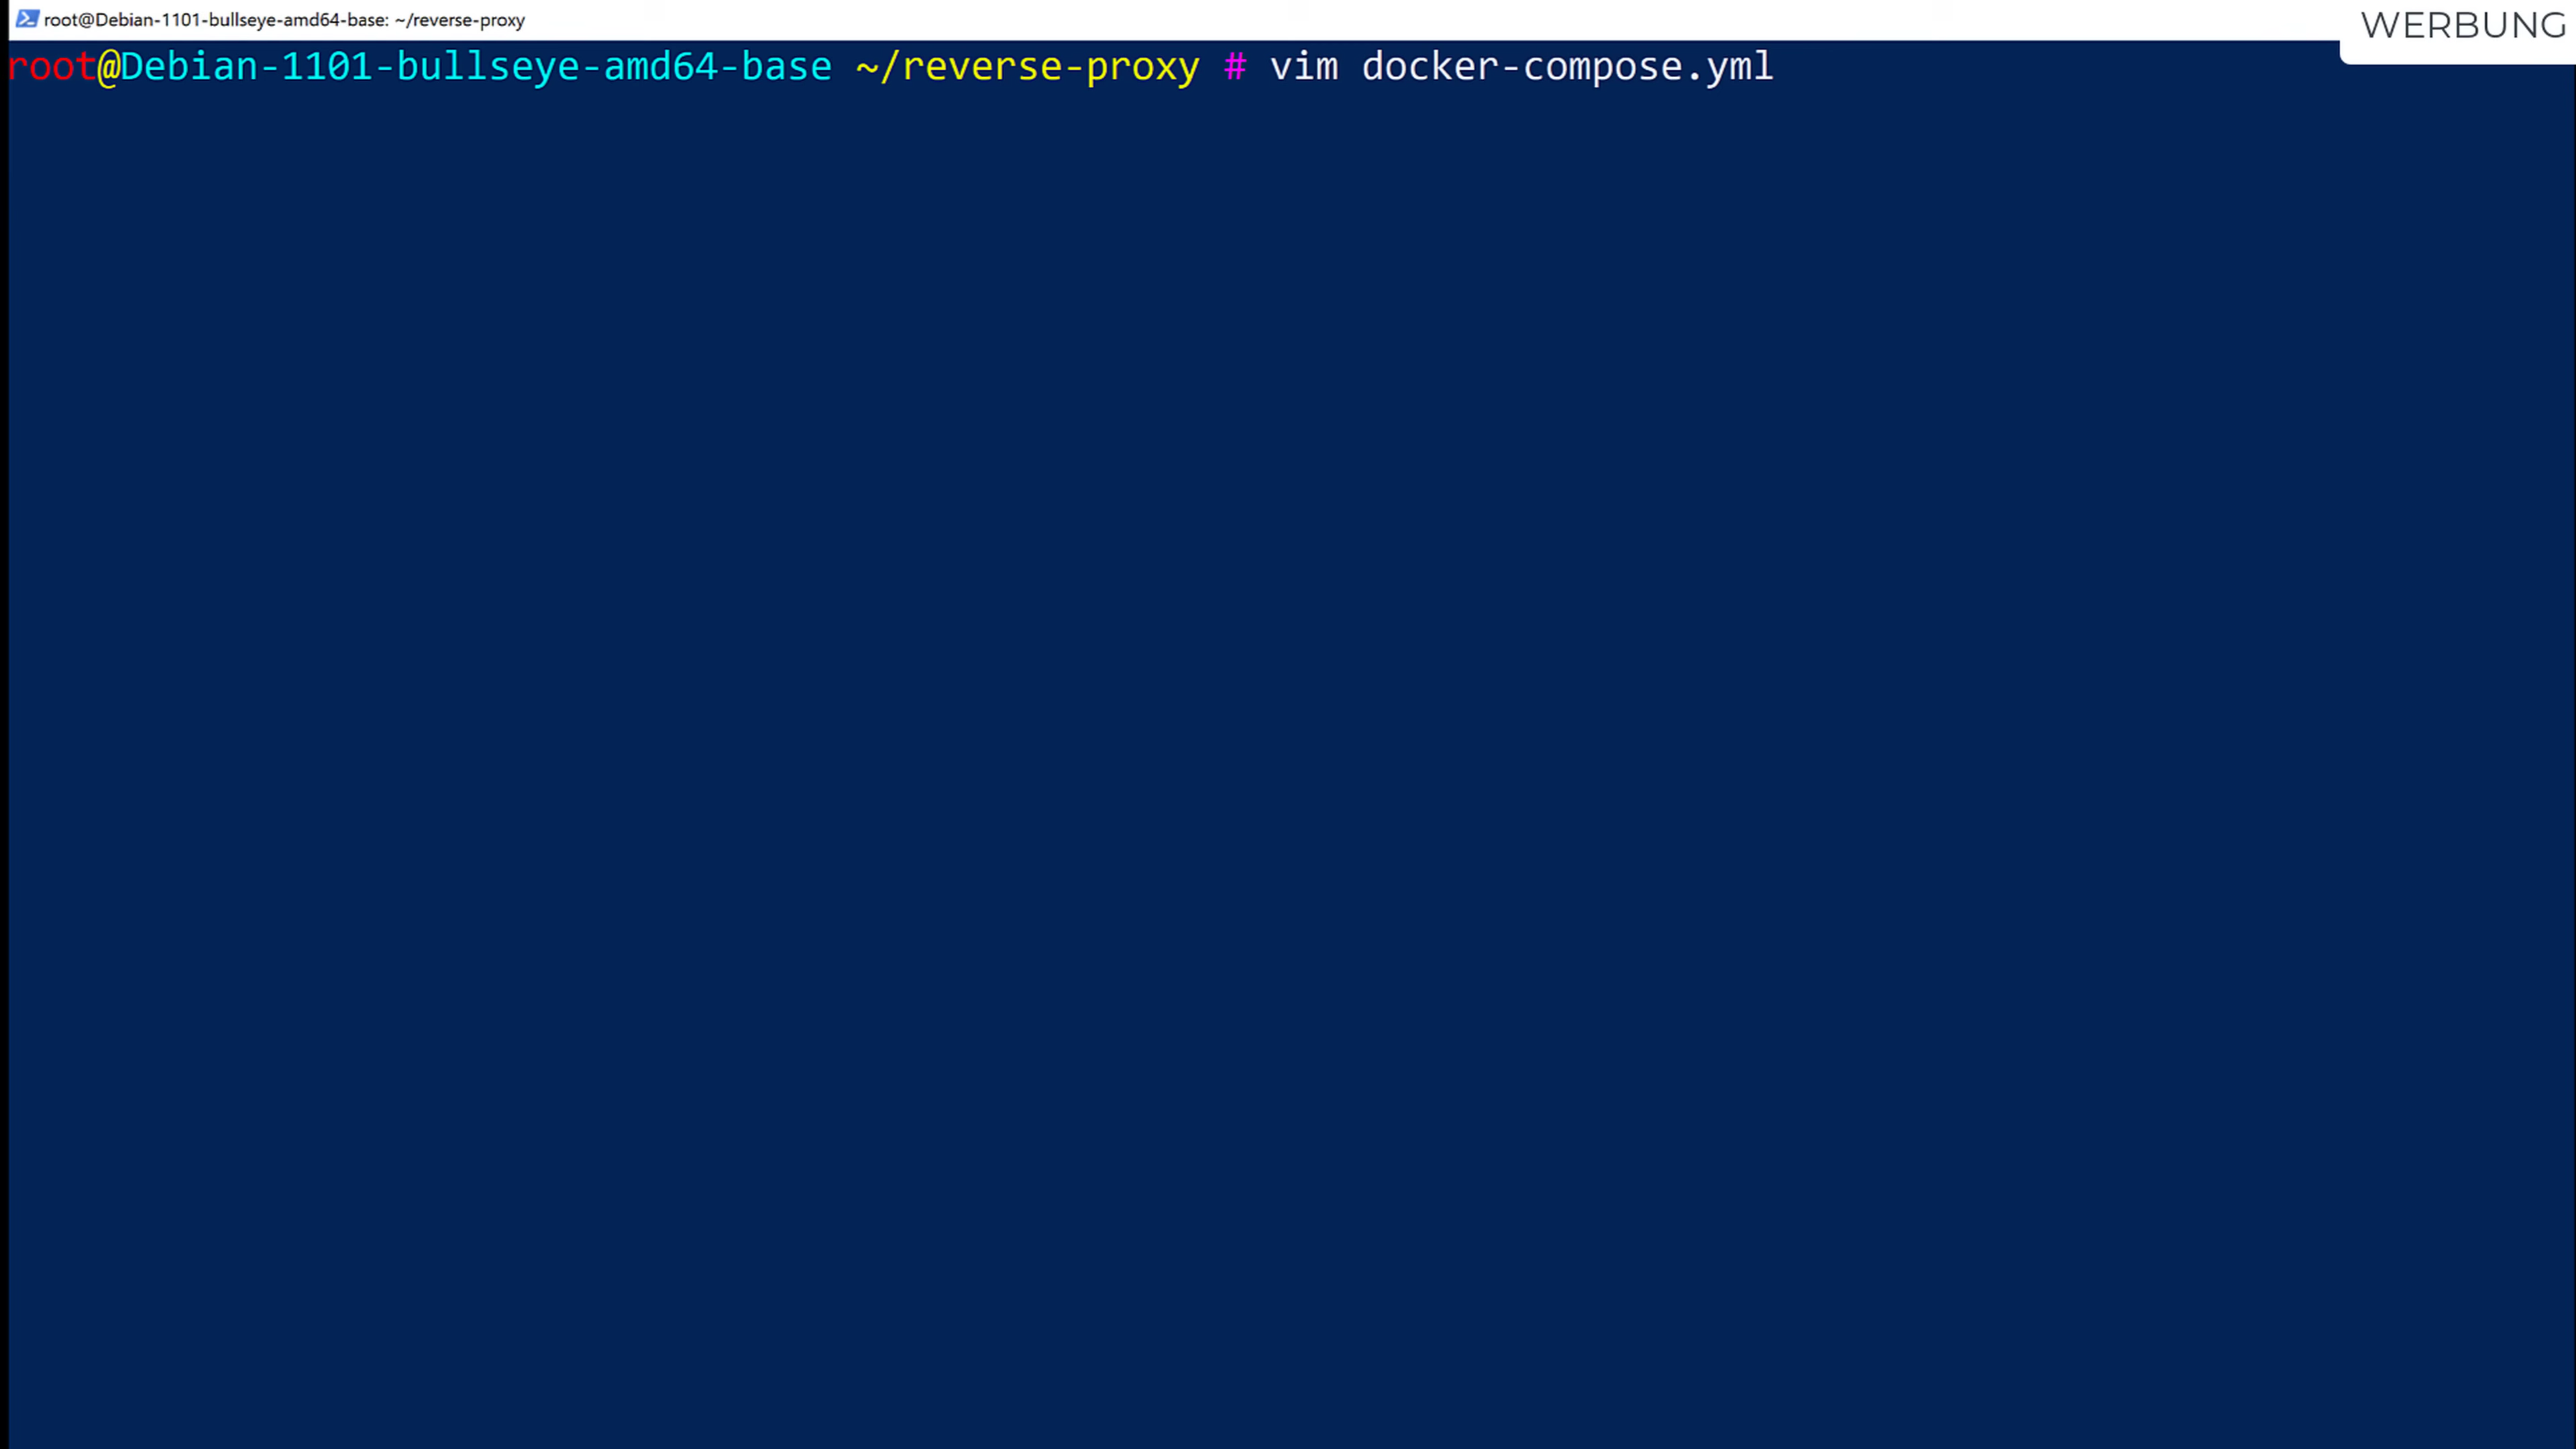 root@Debian-1101-bullseye-amd64-base: ~/reverse-proxy
WERBUNG
root@Debian-1101-bullseye-amd64-base ~/reverse-proxy # vim docker-compose.yml